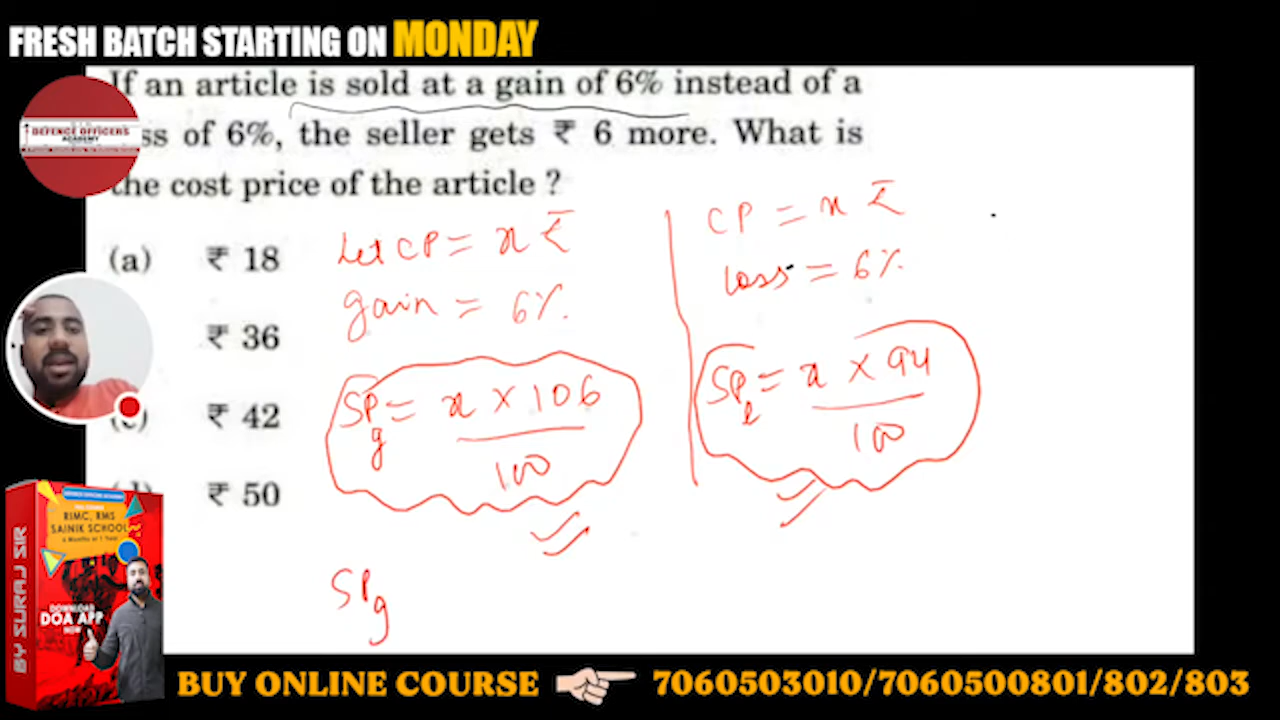 FRESH BATCH STARTING ON MONDAY
If an article is sold at a gain of 6% instead of a
ss of 6%, the seller gets ₹ 6 more. What is
the cost price of the article ?
DEFENCE OFFICERS
ACADEMY
(a) ₹ 18
₹ 36
₹ 42
₹ 50
Let CP = x ₹
gain = 6%
SPg = x × 106
100
CP = x ₹
loss = 6%
SPl = x × 94
100
SPg
DEFENCE OFFICERS ACADEMY
RIMC, RMS
SAINIK SCHOOL
DOWNLOAD
DOA APP
NOW
BY SURAJ SIR
BUY ONLINE COURSE 7060503010/7060500801/802/803